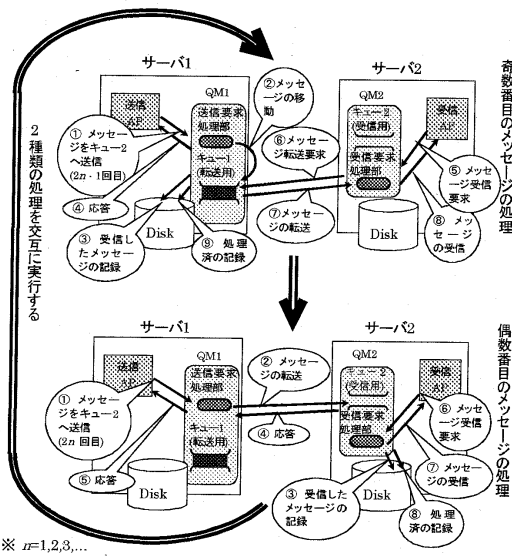 サーバ1
サーバ2
奇数番目のメッセージの処理
2種類の処理を交互に実行する
QM1
QM2
送信AP
受信AP
送信要求
処理部
キュー1
(転送用)
キュー2
(受信用)
受信要求
処理部
Disk
Disk
① メッセー
ジをキュー2
へ送信
(2n-1回目)
②メッセ
ージの移
動
③ 受信し
たメッセー
ジの記録
④ 応答
⑤ メッ
セージ受信
要求
⑥メッセー
ジ転送要求
⑦メッセー
ジの転送
⑧ メッ
セージ
の受信
⑨ 処理
済の記録
サーバ1
サーバ2
偶数番目のメッセージの処理
QM1
QM2
送信
AP
受信
AP
送信要求
処理部
キュー1
(転送用)
キュー2
(受信用)
受信要求
処理部
Disk
Disk
① メッセー
ジをキュー2
へ送信
(2n 回目)
② メッセー
ジの転送
③ 受信した
メッセージの
記録
④ 応答
⑤ 応答
⑥ メッセ
ージ受信
要求
⑦ メッセー
ジの受信
⑧ 処理
済の記録
※ n=1,2,3,…